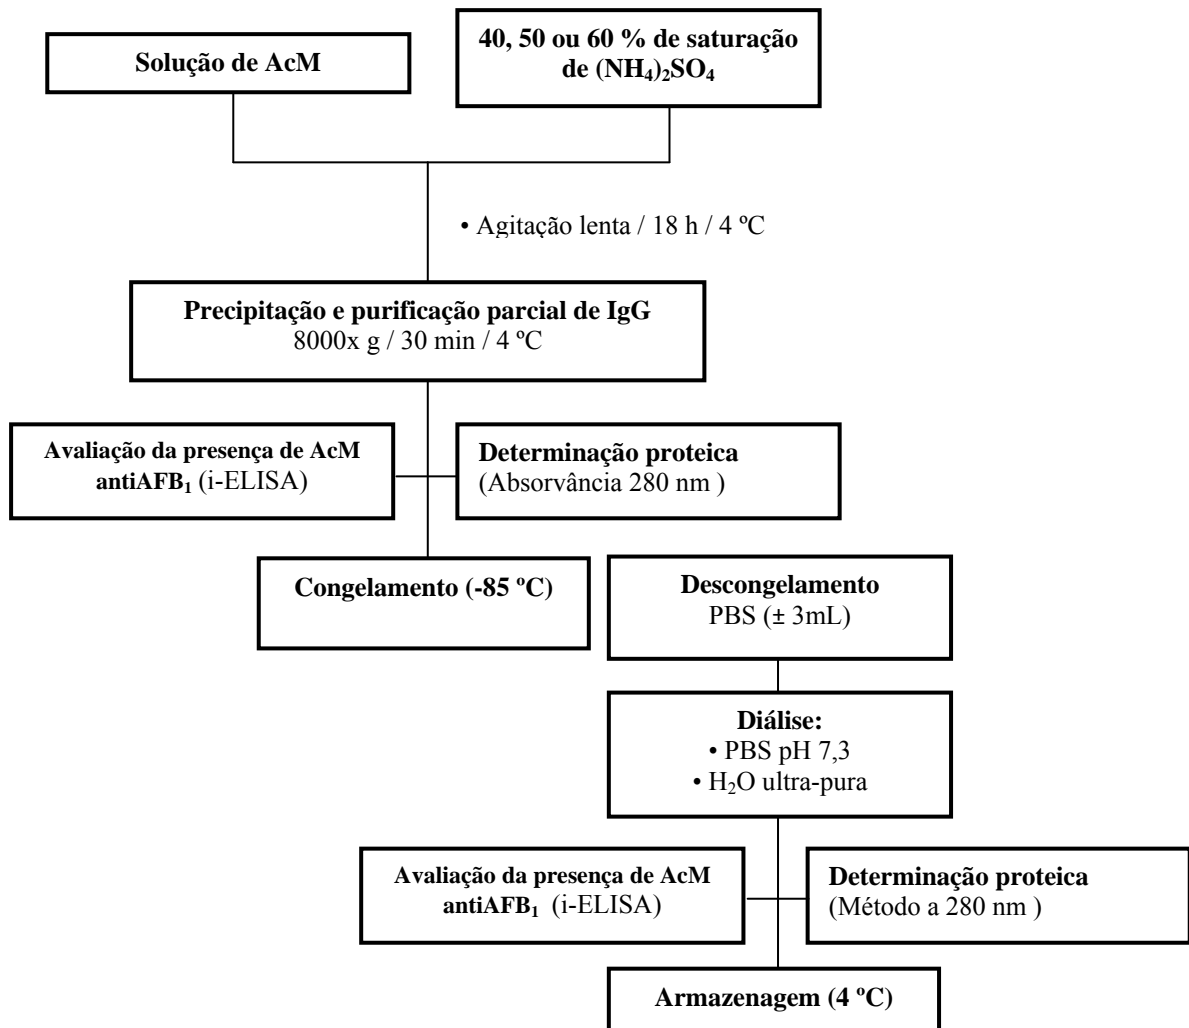 Solução de AcM
40, 50 ou 60 % de saturação
de (NH₄)₂SO₄
• Agitação lenta / 18 h / 4 ºC
Precipitação e purificação parcial de IgG
8000x g / 30 min / 4 ºC
Avaliação da presença de AcM
antiAFB₁ (i-ELISA)
Determinação proteica
(Absorvância 280 nm )
Congelamento (-85 ºC)
Descongelamento
PBS (± 3mL)
Diálise:
• PBS pH 7,3
• H₂O ultra-pura
Avaliação da presença de AcM
antiAFB₁ (i-ELISA)
Determinação proteica
(Método a 280 nm )
Armazenagem (4 ºC)